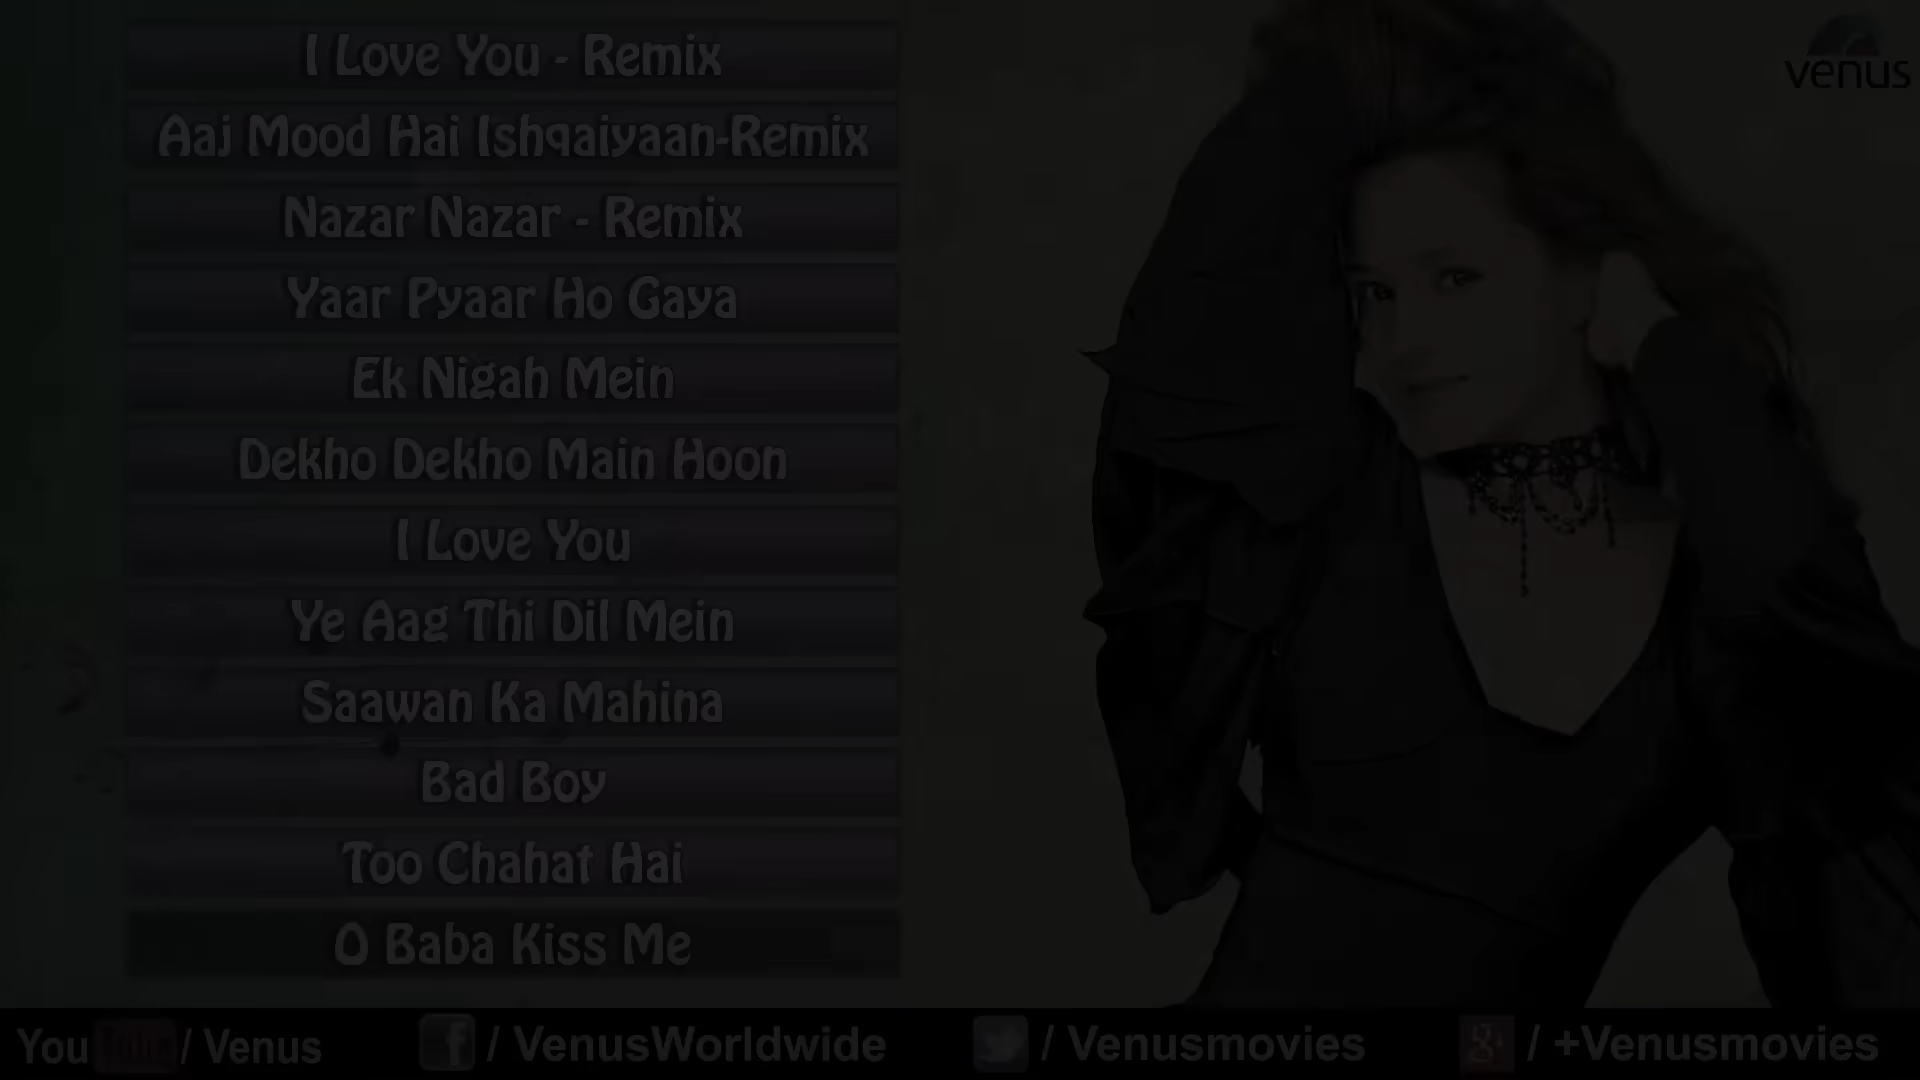 I Love You - Remix
venus
Aaj Mood Hai Ishqaiyaan-Remix
Nazar Nazar - Remix
Yaar Pyaar Ho Gaya
Ek Nigah Mein
Dekho Dekho Main Hoon
I Love You
Ye Aag Thi Dil Mein
Saawan Ka Mahina
Bad Boy
Too Chahat Hai
O Baba Kiss Me
You Tube / Venus f / VenusWorldwide / Venusmovies g+ / +Venusmovies